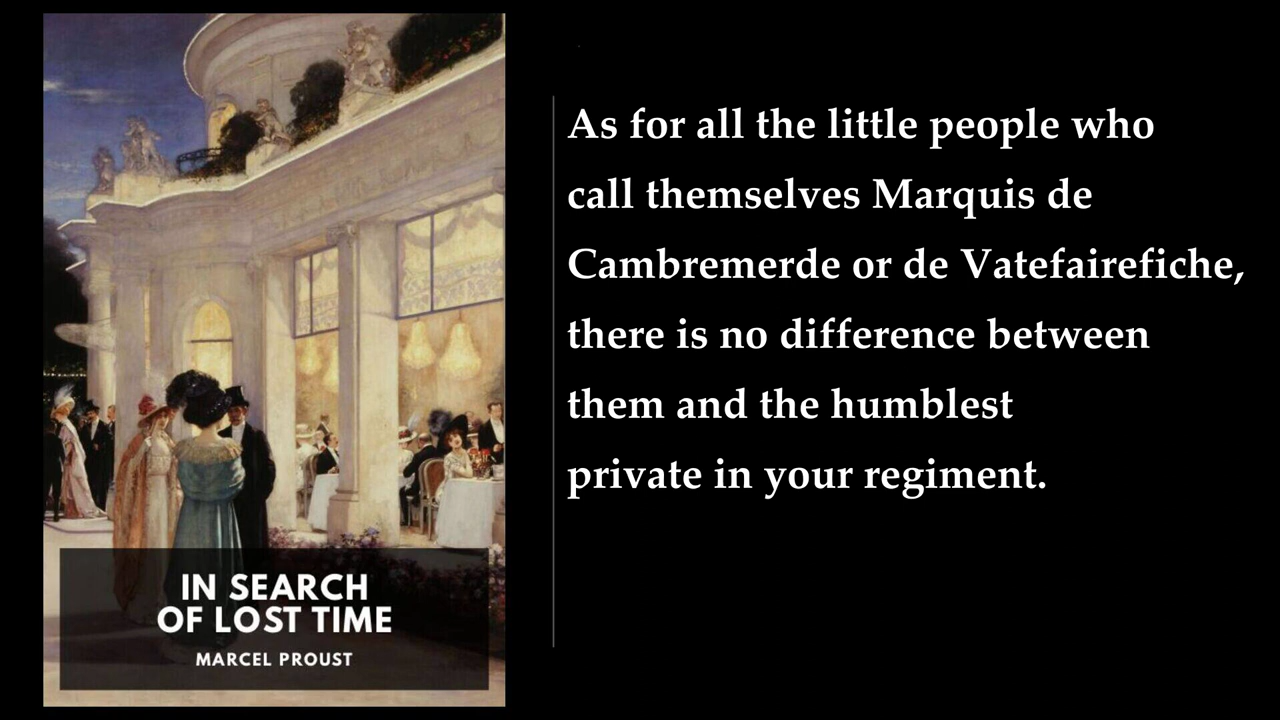 IN SEARCH
OF LOST TIME
MARCEL PROUST
As for all the little people who
call themselves Marquis de
Cambremerde or de Vatefairefiche,
there is no difference between
them and the humblest
private in your regiment.